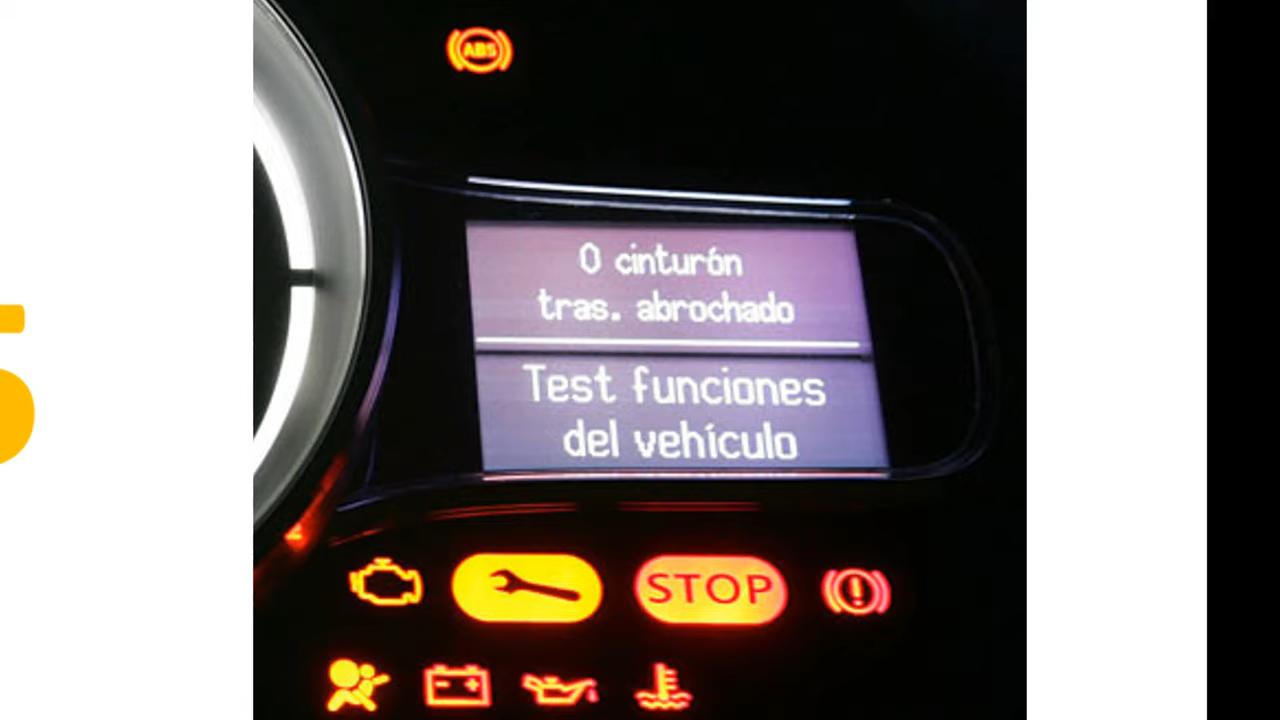 ABS
0 cinturón
tras. abrochado
Test funciones
del vehículo
STOP